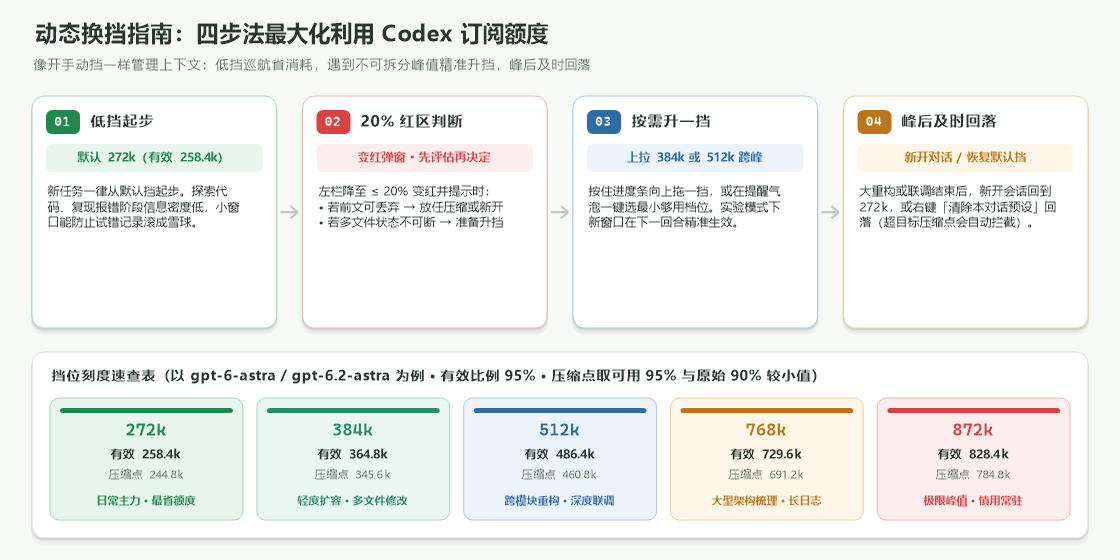 动态换挡指南：四步法最大化利用 Codex 订阅额度
像开手动挡一样管理上下文：低挡巡航省消耗，遇到不可拆分峰值精准升挡，峰后及时回落
01 低挡起步
默认 272k（有效 258.4k）
新任务一律从默认挡起步。探索代
码、复现报错阶段信息密度低，小窗
口能防止试错记录滚成雪球。
02 20% 红区判断
变红弹窗 · 先评估再决定
左栏降至 ≤ 20% 变红并提示时：
• 若前文可丢弃 → 放任压缩或新开
• 若多文件状态不可断 → 准备升挡
03 按需升一挡
上拉 384k 或 512k 跨峰
按住进度条向上拖一挡，或在提醒气
泡一键选最小够用档位。实验模式下
新窗口在下一回合精准生效。
04 峰后及时回落
新开对话 / 恢复默认挡
大重构或联调结束后，新开会话回到
272k，或右键「清除本对话预设」回
落（超目标压缩点会自动拦截）。
挡位刻度速查表（以 gpt-6-astra / gpt-6.2-astra 为例 · 有效比例 95% · 压缩点取可用 95% 与原始 90% 较小值）
272k
有效 258.4k
压缩点 244.8k
日常主力 · 最省额度
384k
有效 364.8k
压缩点 345.6k
轻度扩容 · 多文件修改
512k
有效 486.4k
压缩点 460.8k
跨模块重构 · 深度联调
768k
有效 729.6k
压缩点 691.2k
大型架构梳理 · 长日志
872k
有效 828.4k
压缩点 784.8k
极限峰值 · 慎用常驻